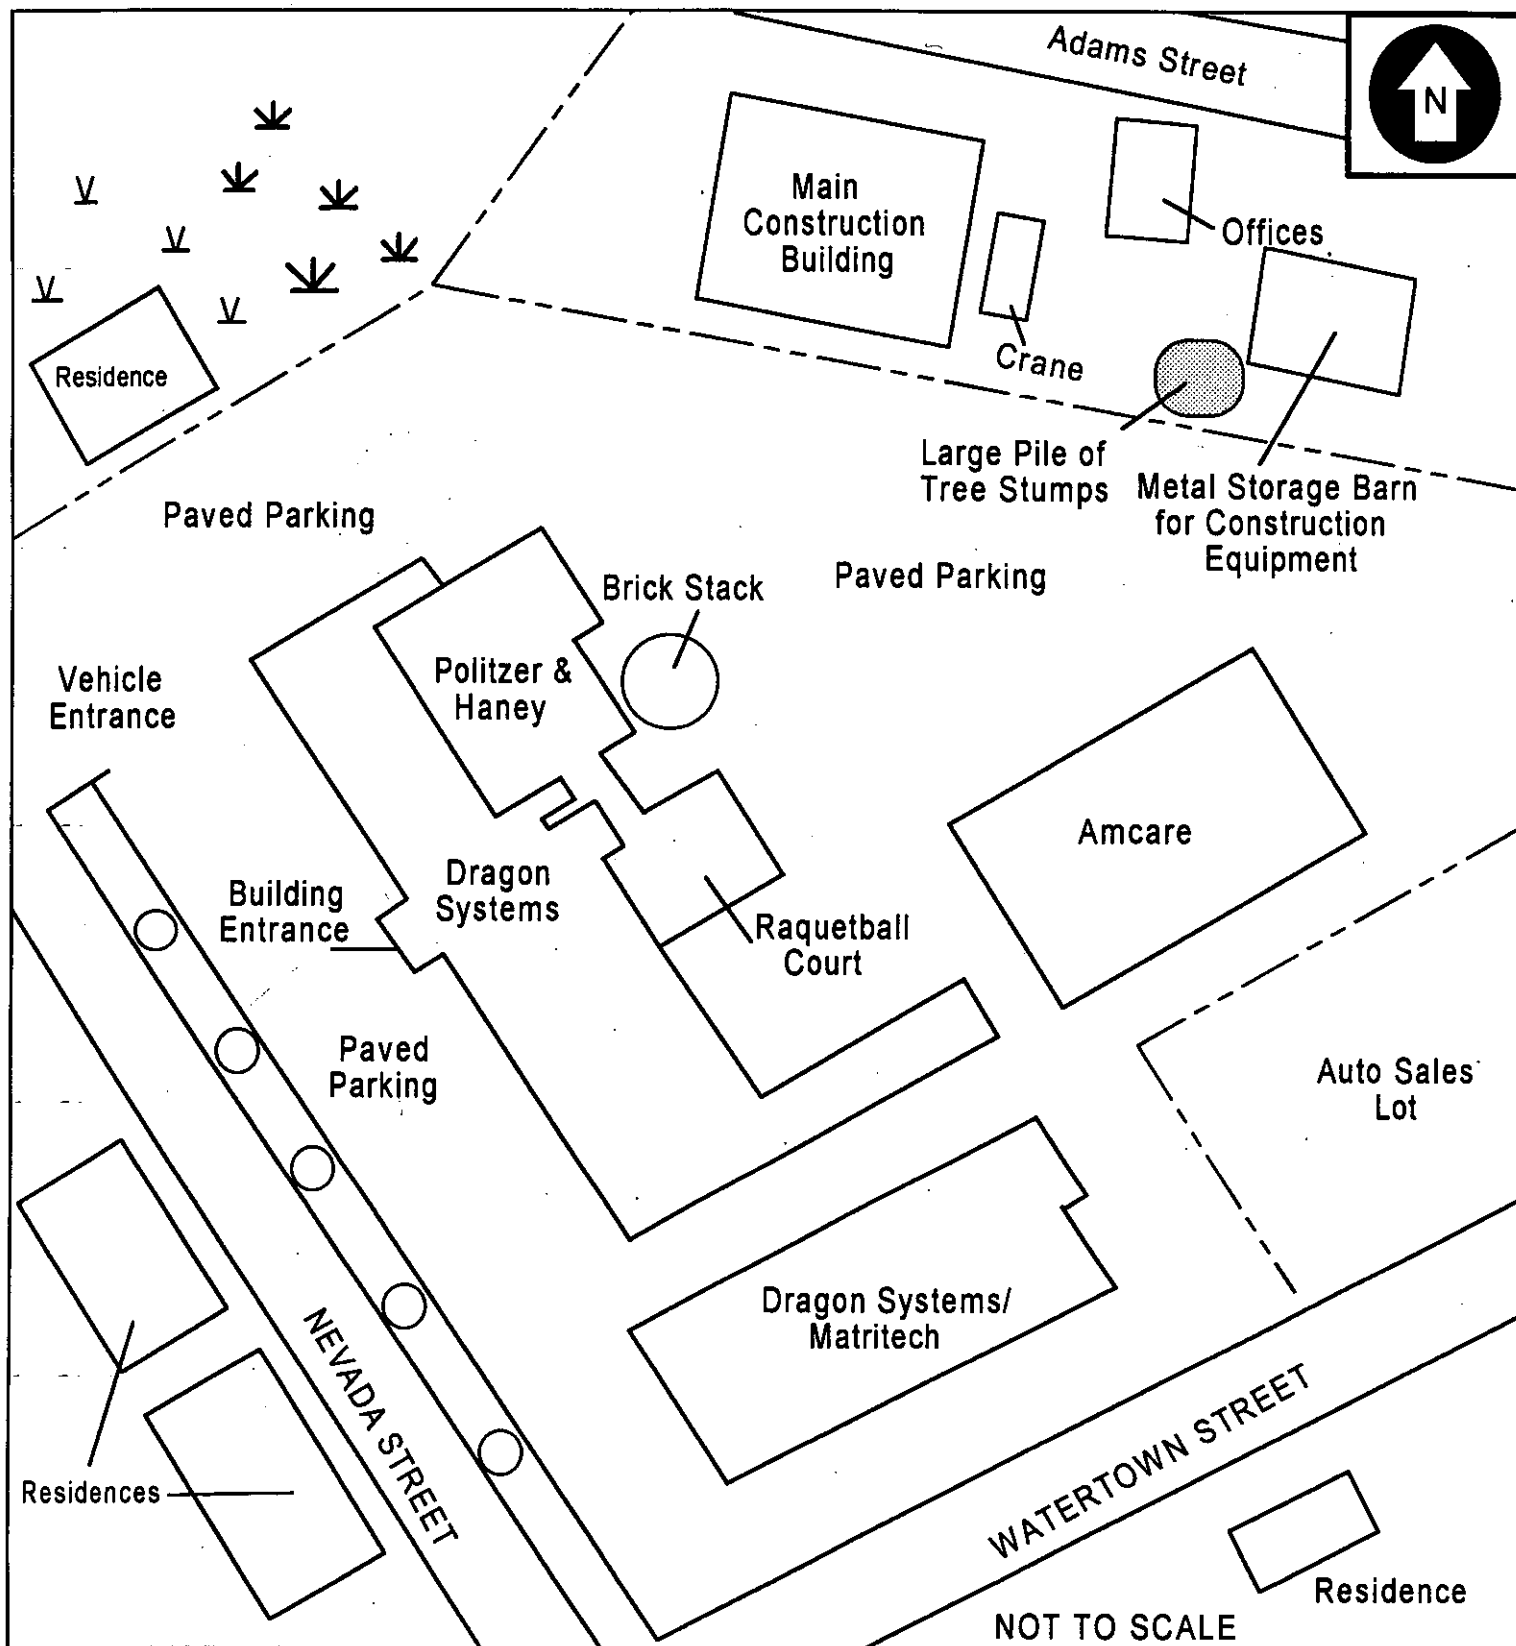 Adams Street
N
Main
Construction
Building
Offices
Crane
Residence
Large Pile of
Tree Stumps
Metal Storage Barn
for Construction
Equipment
Paved Parking
Paved Parking
Brick Stack
Politzer &
Haney
Vehicle
Entrance
Amcare
Dragon
Systems
Building
Entrance
Raquetball
Court
Paved
Parking
Auto Sales
Lot
Dragon Systems/
Matritech
NEVADA STREET
WATERTOWN STREET
Residences
Residence
NOT TO SCALE